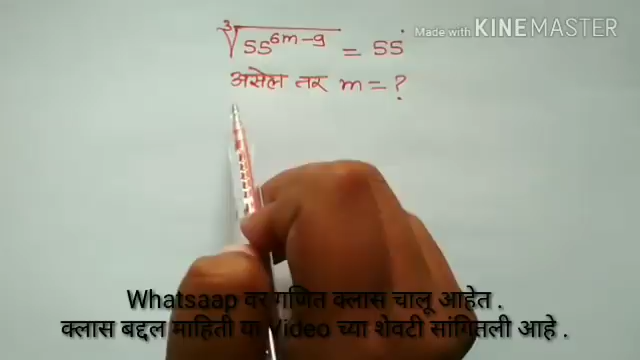 Made with KINEMASTER
∛55^(6m-9) = 55
असेल तर m = ?
Whatsaap वर गणित क्लास चालू आहेत .
क्लास बद्दल माहिती या Video च्या शेवटी सांगितली आहे .